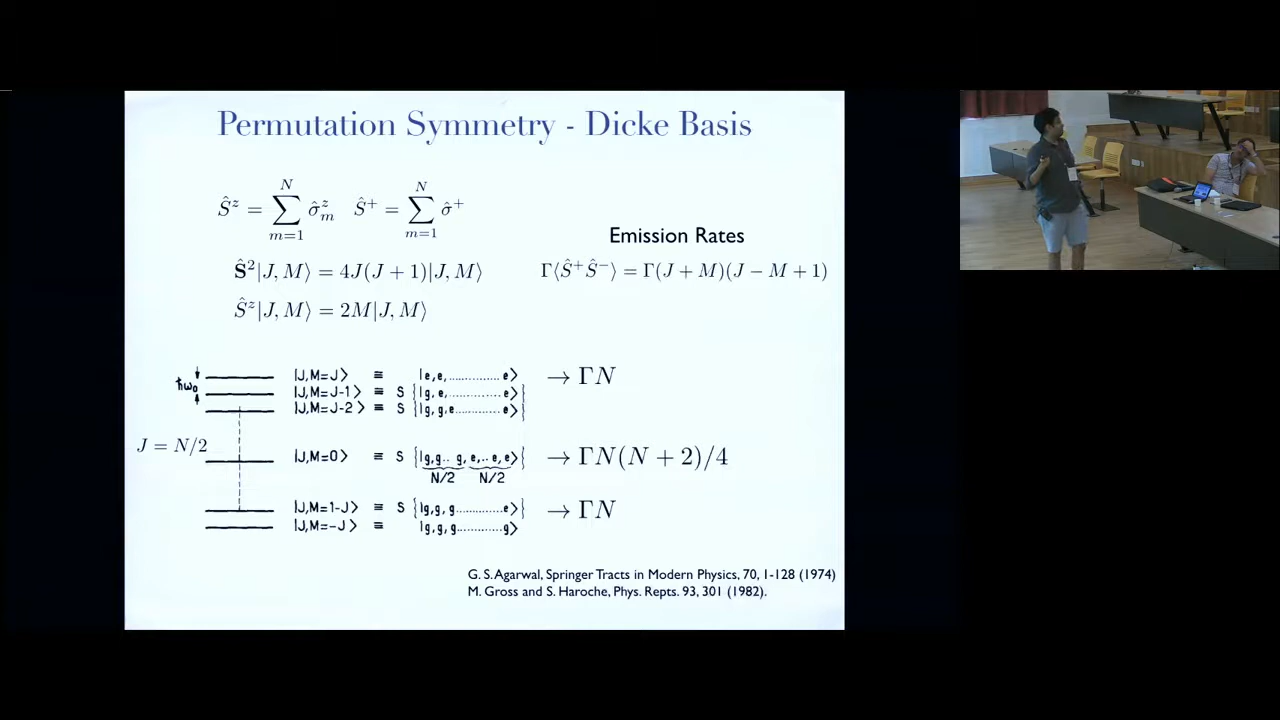 Permutation Symmetry - Dicke Basis
Ŝ^z = ∑_{m=1}^{N} σ̂_m^z   Ŝ^+ = ∑_{m=1}^{N} σ̂^+
Emission Rates
Ŝ²|J, M⟩ = 4J(J + 1)|J, M⟩
Γ⟨Ŝ^+Ŝ^-⟩ = Γ(J + M)(J − M + 1)
Ŝ^z|J, M⟩ = 2M|J, M⟩
ħω₀
|J,M=J⟩ ≡ |e,e,..............e⟩ → ΓN
|J,M=J-1⟩ ≡ S {|g,e,..............e⟩}
|J,M=J-2⟩ ≡ S {|g,g,e............e⟩}
J = N/2
|J,M=0⟩ ≡ S {|g,g.. g, e,..e,e⟩} → ΓN(N + 2)/4
N/2 N/2
|J,M=1-J⟩ ≡ S {|g,g,g...........e⟩} → ΓN
|J,M=-J⟩ ≡ |g,g,g...........g⟩
G. S. Agarwal, Springer Tracts in Modern Physics, 70, 1-128 (1974)
M. Gross and S. Haroche, Phys. Repts. 93, 301 (1982).